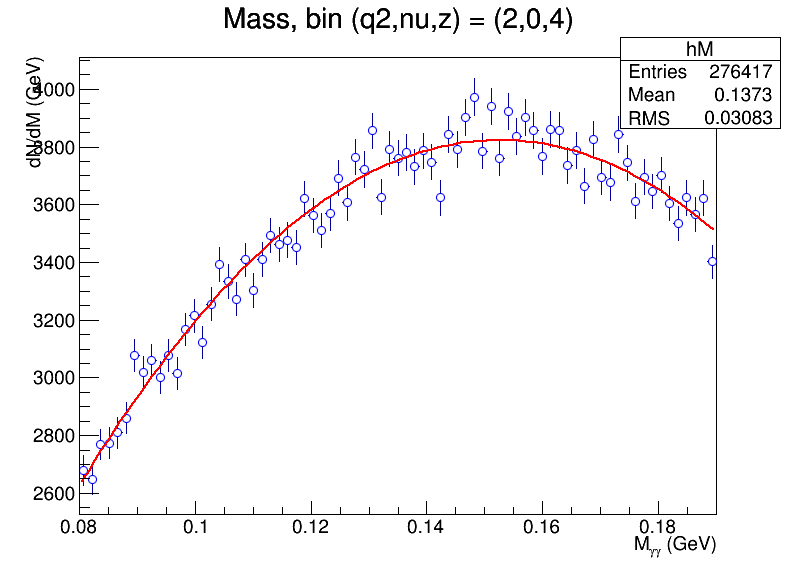 Mass, bin (q2,nu,z) = (2,0,4)
hM
Entries 276417
Mean 0.1373
RMS 0.03083
dN/dM (GeV)
4000
3800
3600
3400
3200
3000
2800
2600
0.08 0.1 0.12 0.14 0.16 0.18
Mγγ (GeV)